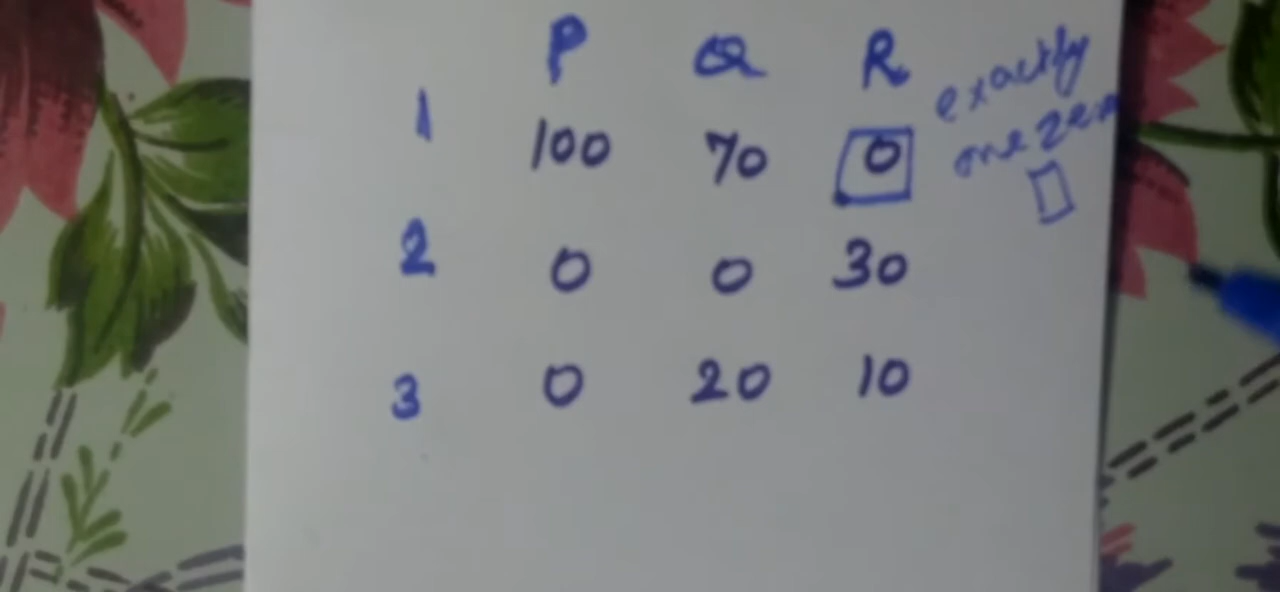 P Q R
1 100 70 0 exactly
one zero
2 0 0 30
3 0 20 10